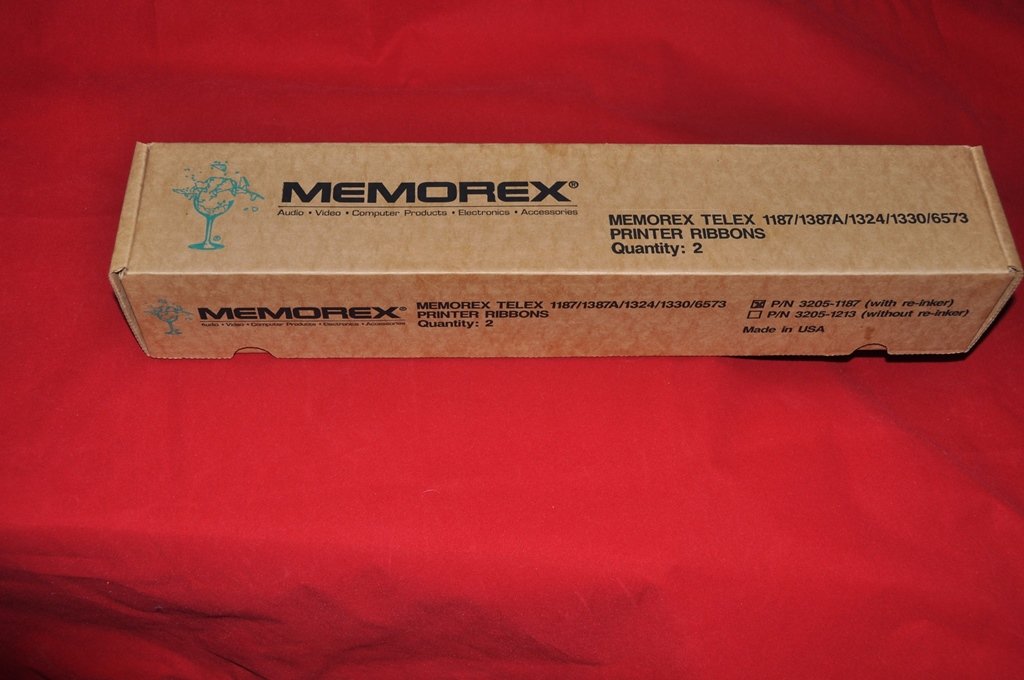 MEMOREX®
Audio • Video • Computer Products • Electronics • Accessories
MEMOREX TELEX 1187/1387A/1324/1330/6573
PRINTER RIBBONS
Quantity: 2
MEMOREX®
Audio • Video • Computer Products • Electronics • Accessories
MEMOREX TELEX 1187/1387A/1324/1330/6573
PRINTER RIBBONS
Quantity: 2
P/N 3205-1187 (with re-inker)
P/N 3205-1213 (without re-inker)
Made in USA